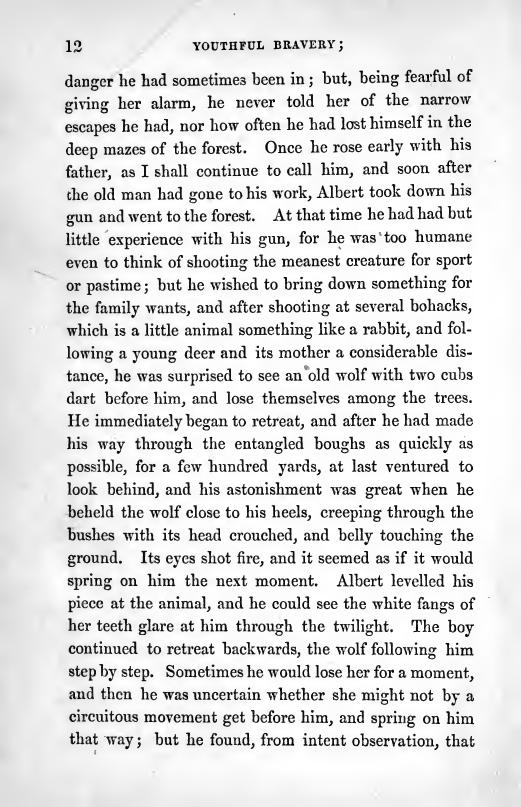 12 YOUTHFUL BRAVERY;
danger he had sometimes been in; but, being fearful of
giving her alarm, he never told her of the narrow
escapes he had, nor how often he had lost himself in the
deep mazes of the forest. Once he rose early with his
father, as I shall continue to call him, and soon after
the old man had gone to his work, Albert took down his
gun and went to the forest. At that time he had had but
little experience with his gun, for he was too humane
even to think of shooting the meanest creature for sport
or pastime; but he wished to bring down something for
the family wants, and after shooting at several bohacks,
which is a little animal something like a rabbit, and fol-
lowing a young deer and its mother a considerable dis-
tance, he was surprised to see an old wolf with two cubs
dart before him, and lose themselves among the trees.
He immediately began to retreat, and after he had made
his way through the entangled boughs as quickly as
possible, for a few hundred yards, at last ventured to
look behind, and his astonishment was great when he
beheld the wolf close to his heels, creeping through the
bushes with its head crouched, and belly touching the
ground. Its eyes shot fire, and it seemed as if it would
spring on him the next moment. Albert levelled his
piece at the animal, and he could see the white fangs of
her teeth glare at him through the twilight. The boy
continued to retreat backwards, the wolf following him
step by step. Sometimes he would lose her for a moment,
and then he was uncertain whether she might not by a
circuitous movement get before him, and spring on him
that way; but he found, from intent observation, that